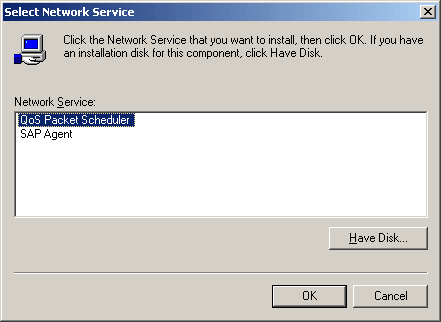 Select Network Service
Click the Network Service that you want to install, then click OK. If you have
an installation disk for this component, click Have Disk.
Network Service:
QoS Packet Scheduler
SAP Agent
Have Disk...
OK
Cancel